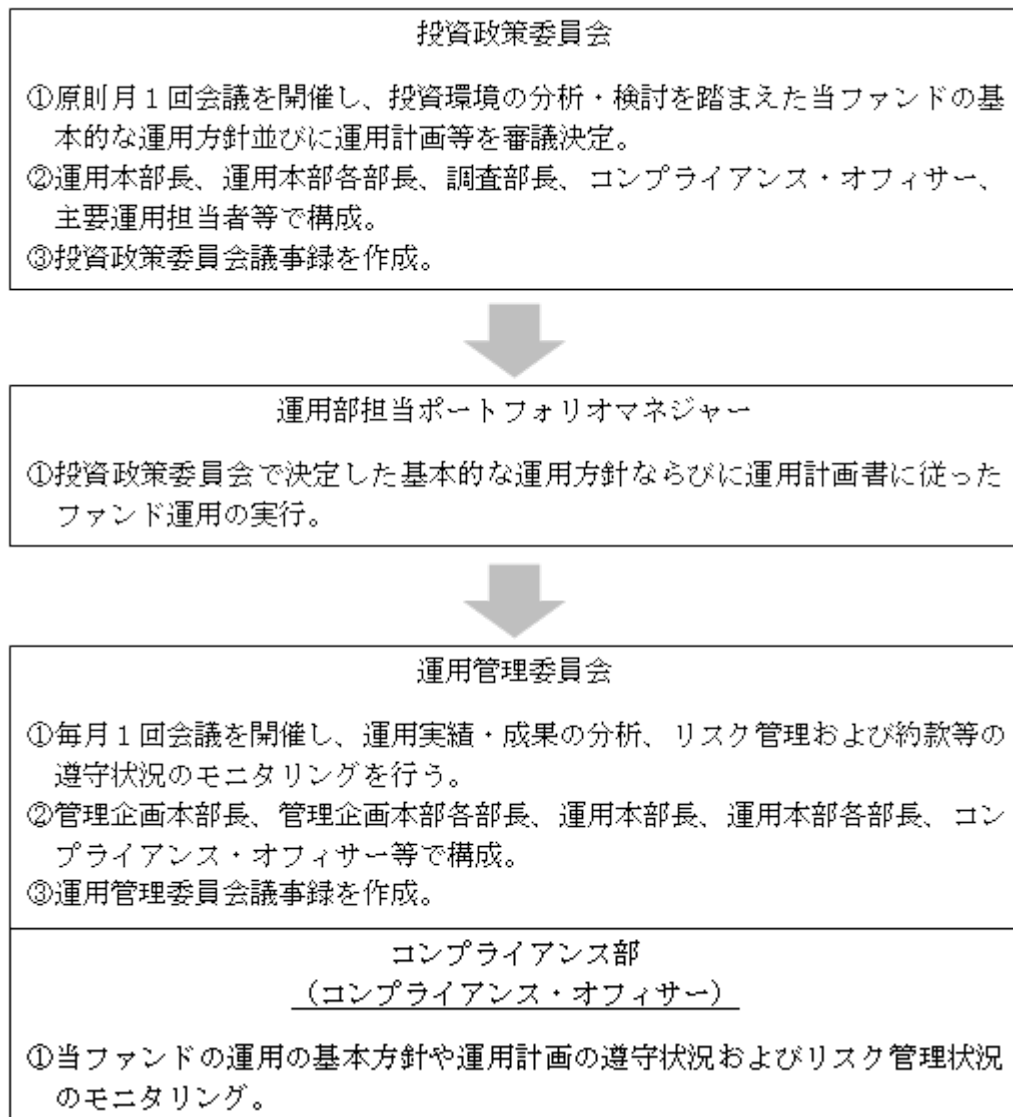 投資政策委員会
①原則月１回会議を開催し、投資環境の分析・検討を踏まえた当ファンドの基
本的な運用方針並びに運用計画等を審議決定。
②運用本部長、運用本部各部長、調査部長、コンプライアンス・オフィサー、
主要運用担当者等で構成。
③投資政策委員会議事録を作成。
運用部担当ポートフォリオマネジャー
①投資政策委員会で決定した基本的な運用方針ならびに運用計画書に従った
ファンド運用の実行。
運用管理委員会
①毎月１回会議を開催し、運用実績・成果の分析、リスク管理および約款等の
遵守状況のモニタリングを行う。
②管理企画本部長、管理企画本部各部長、運用本部長、運用本部各部長、コン
プライアンス・オフィサー等で構成。
③運用管理委員会議事録を作成。
コンプライアンス部
（コンプライアンス・オフィサー）
①当ファンドの運用の基本方針や運用計画の遵守状況およびリスク管理状況
のモニタリング。